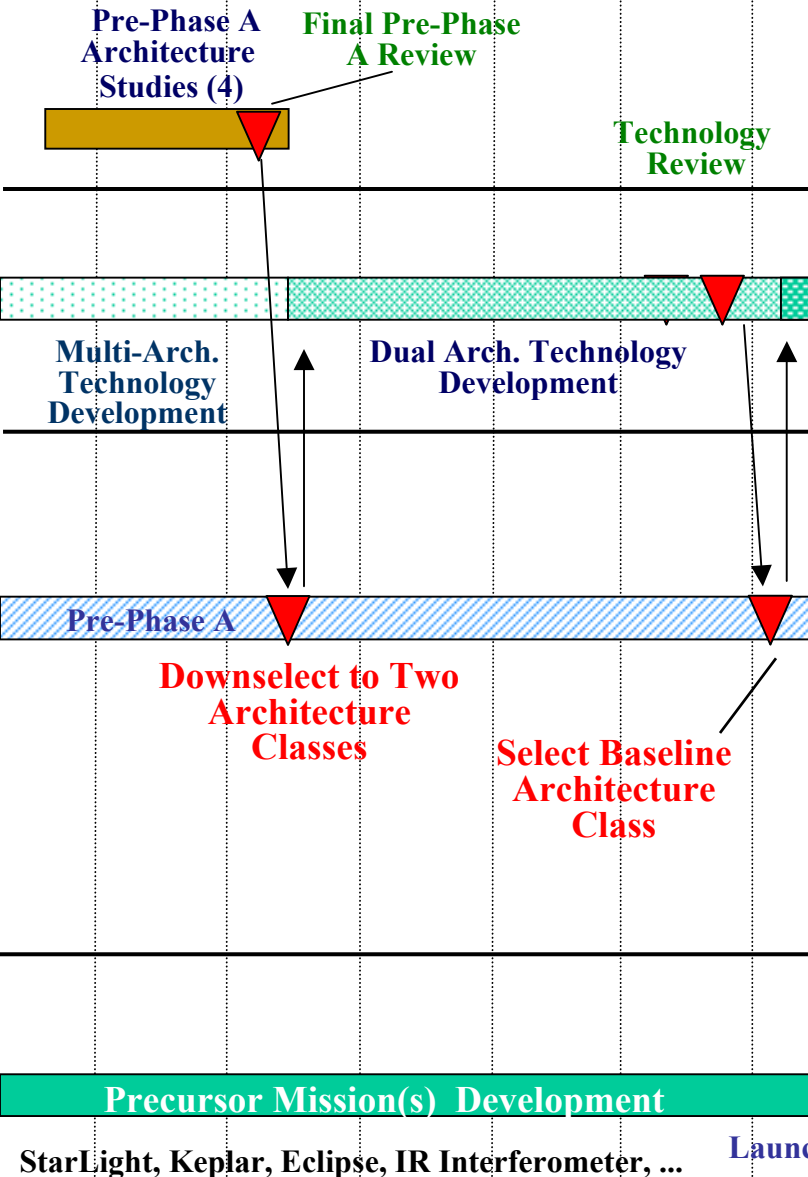 Pre-Phase A
Architecture
Studies (4)
Final Pre-Phase
A Review
Technology
Review
Multi-Arch.
Technology
Development
Dual Arch. Technology
Development
Pre-Phase A
Downselect to Two
Architecture
Classes
Select Baseline
Architecture
Class
Precursor Mission(s) Development
StarLight, Keplar, Eclipse, IR Interferometer, ...
Launc